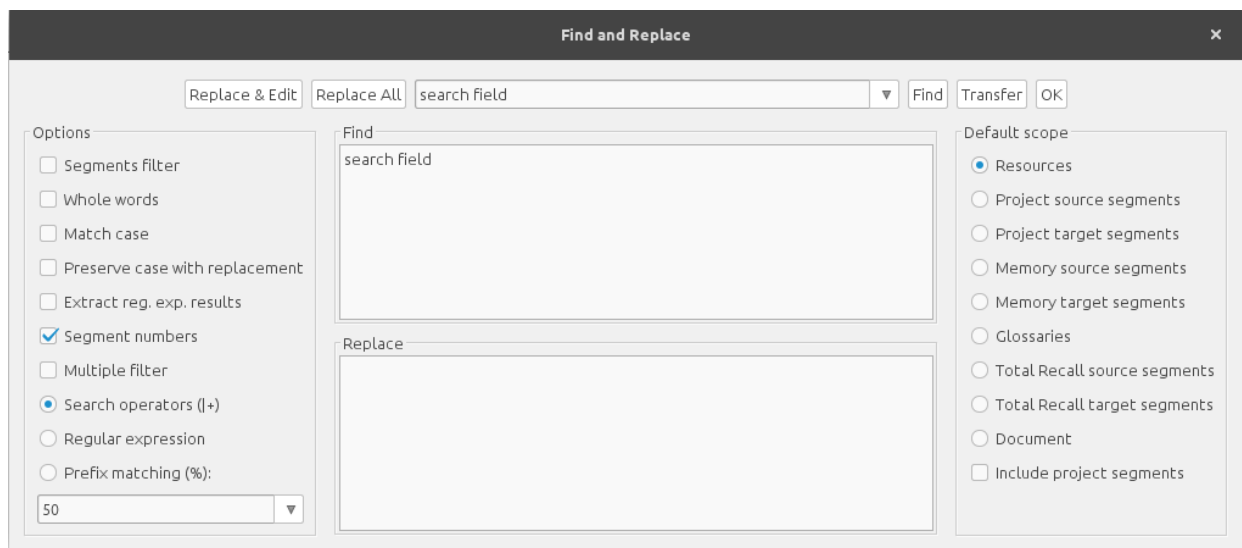 Find and Replace ×
Replace & Edit Replace All search field Find Transfer OK
Options
Segments filter
Whole words
Match case
Preserve case with replacement
Extract reg. exp. results
Segment numbers
Multiple filter
Search operators (|+)
Regular expression
Prefix matching (%):
50
Find
search field
Replace
Default scope
Resources
Project source segments
Project target segments
Memory source segments
Memory target segments
Glossaries
Total Recall source segments
Total Recall target segments
Document
Include project segments